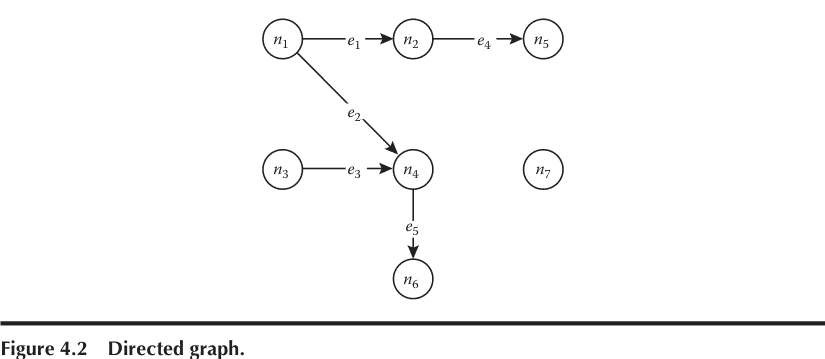 n1 e1 n2 e4 n5
e2
n3 e3 n4 n7
e5
n6
Figure 4.2 Directed graph.